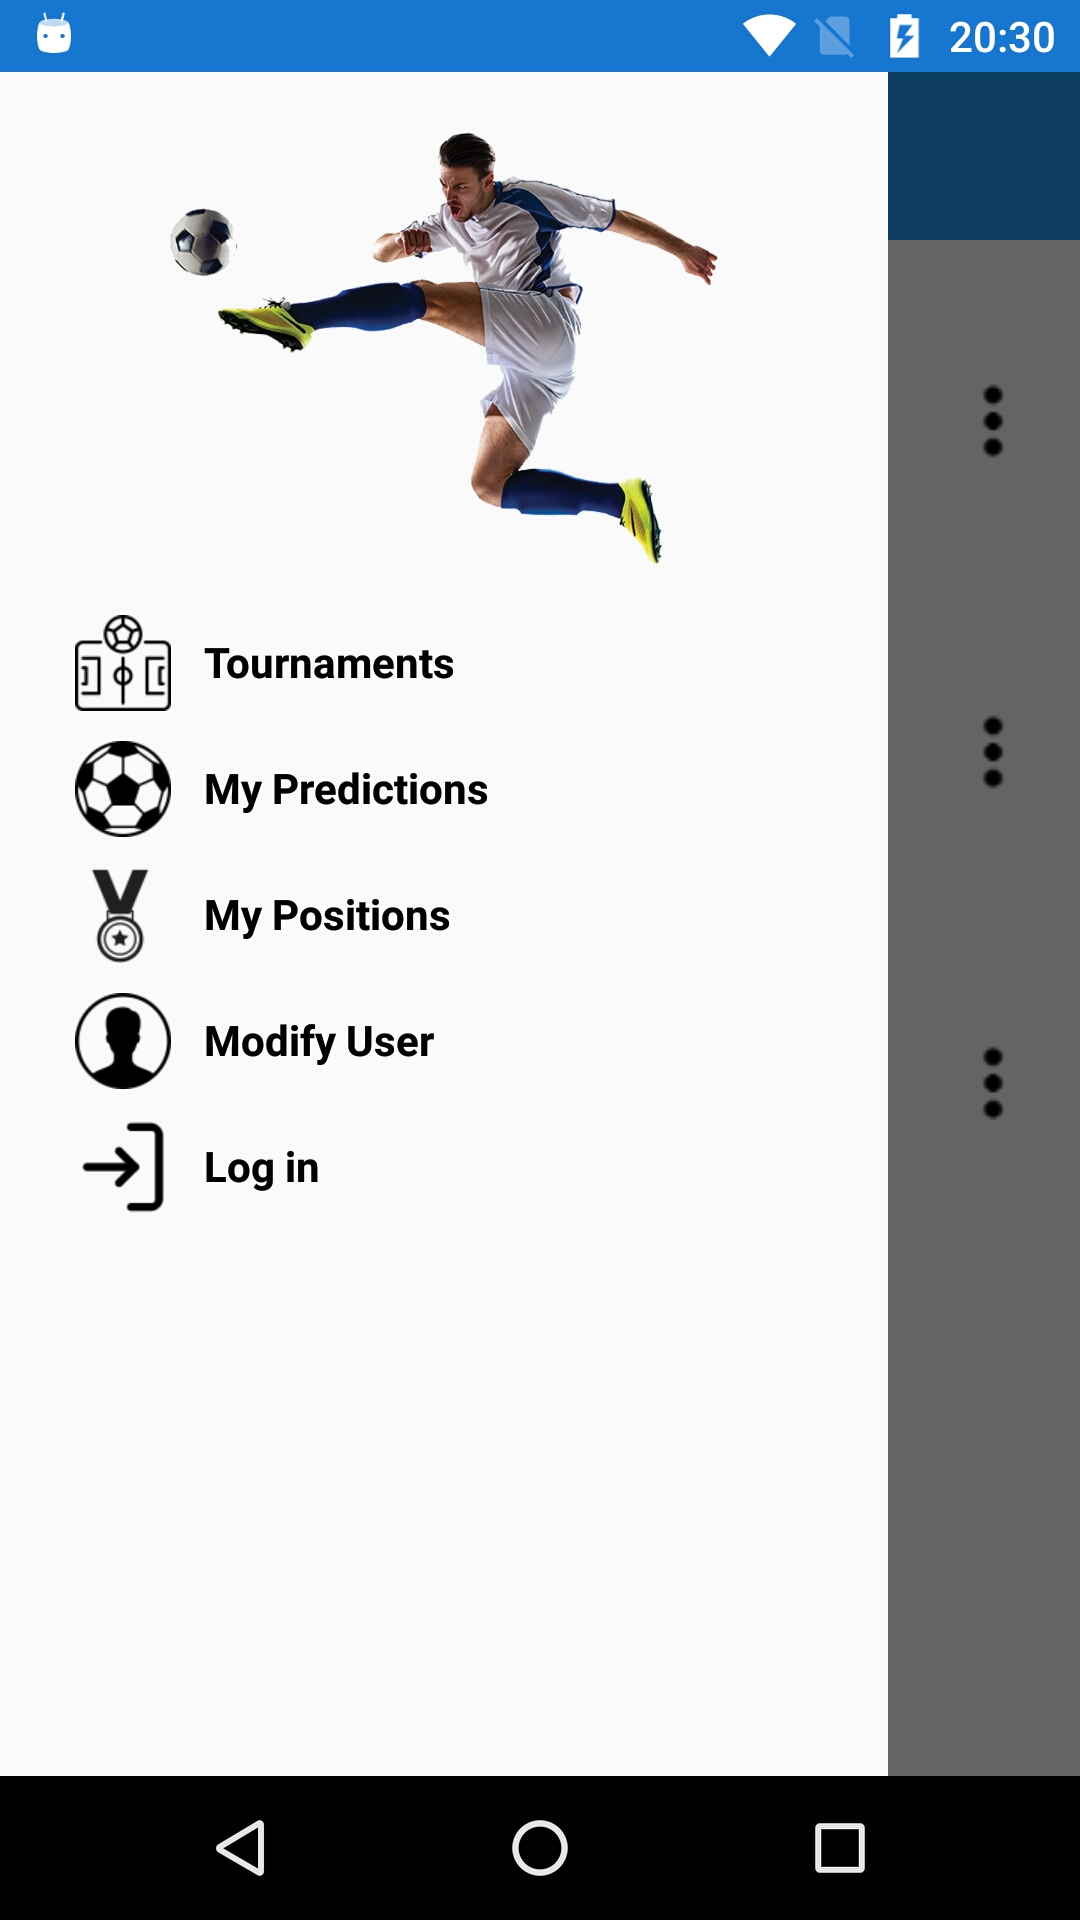 20:30
Tournaments
My Predictions
My Positions
Modify User
Log in